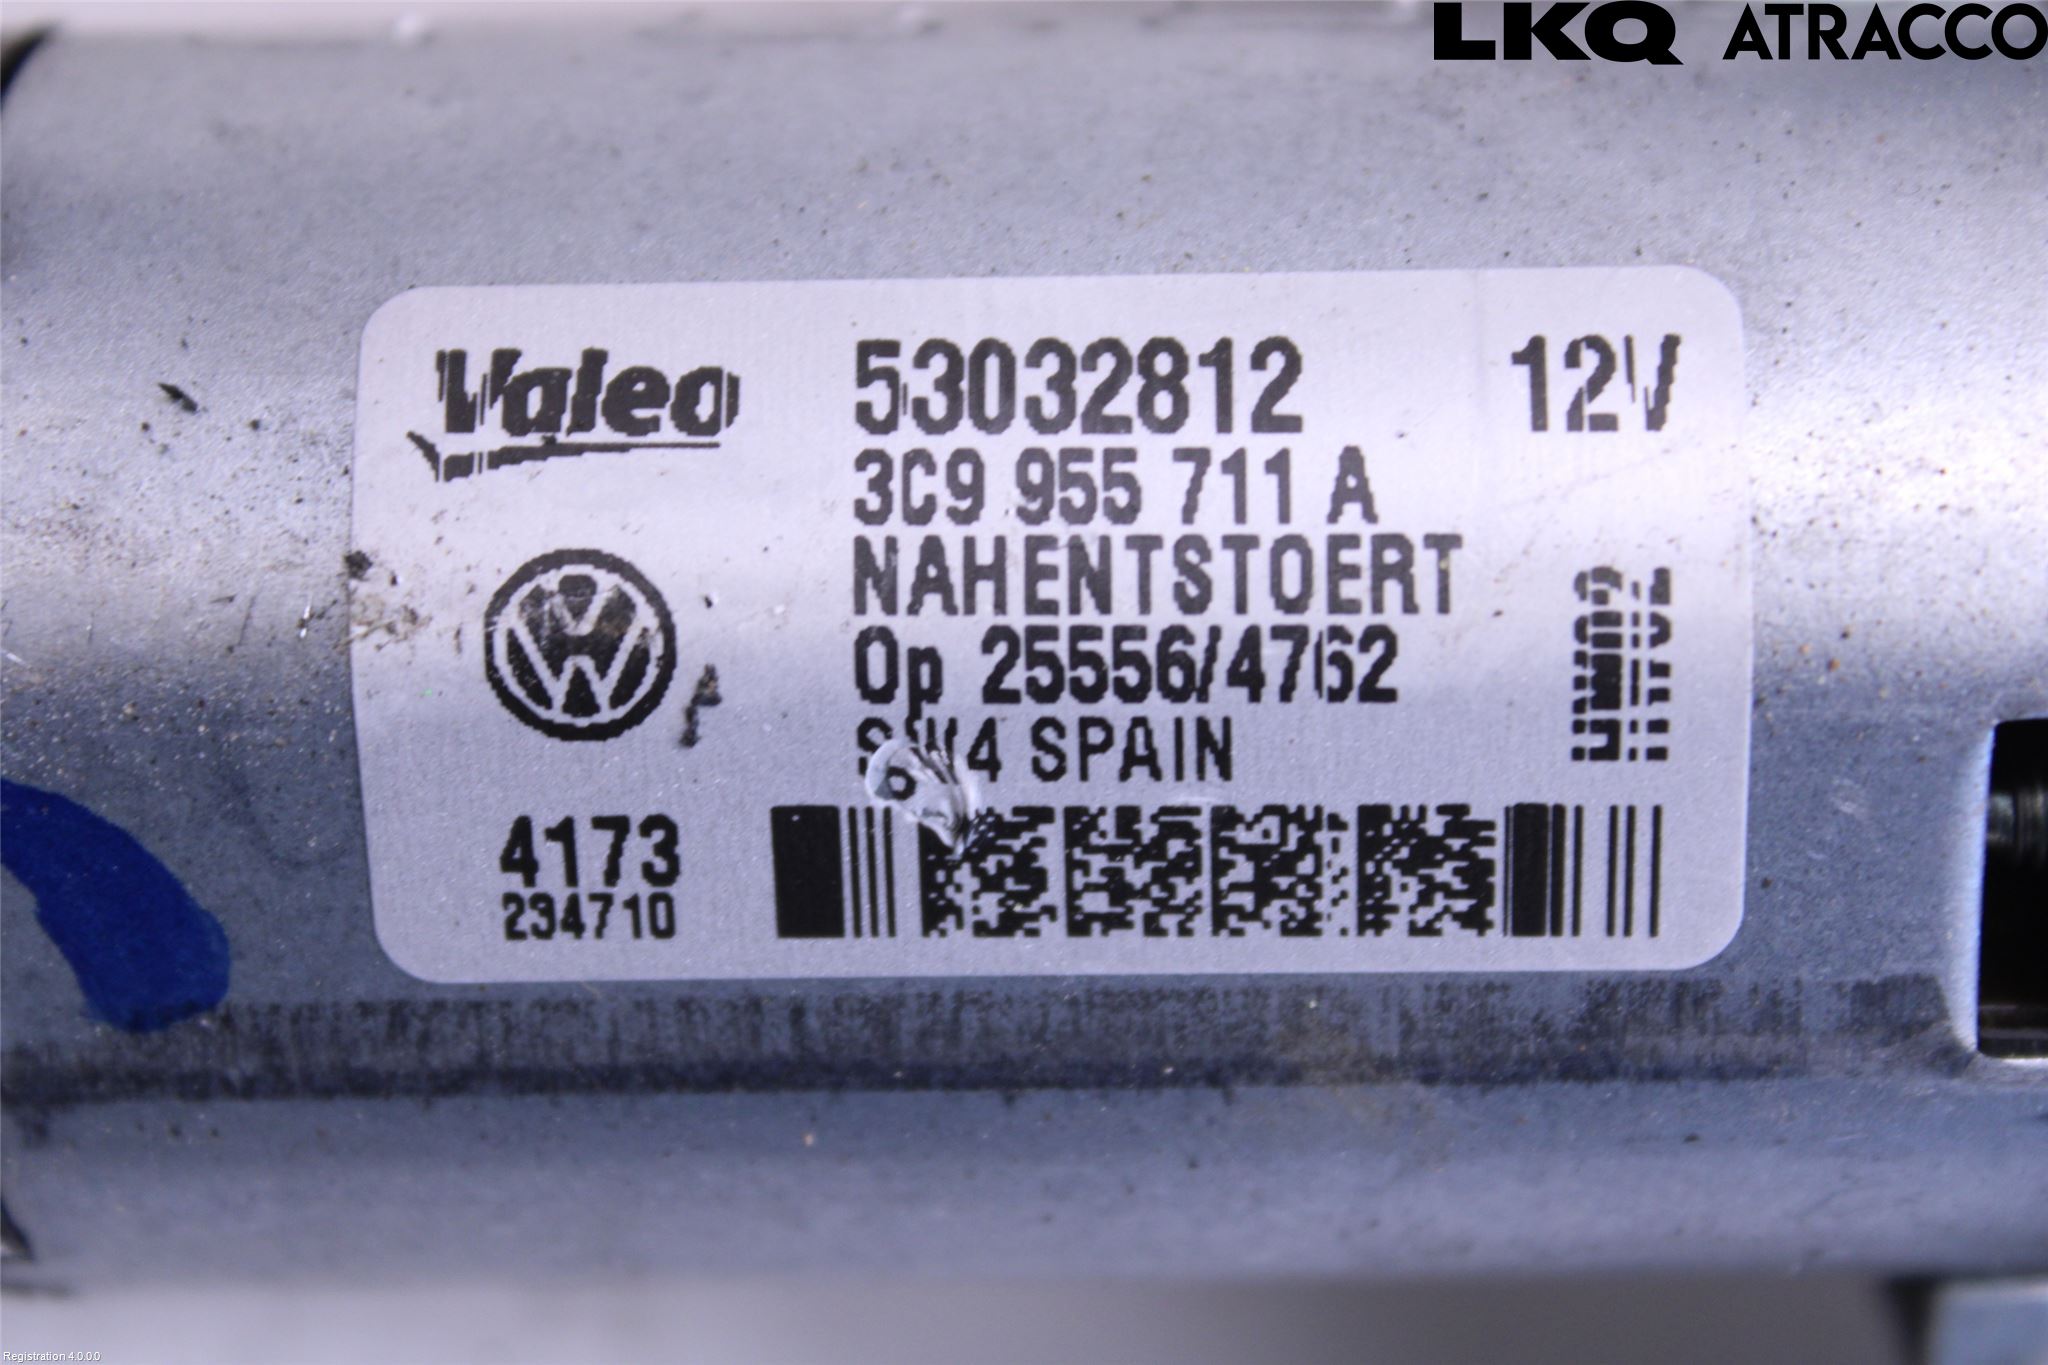 LKQ ATRACCO
Valeo
53032812
12V
3C9 955 711 A
NAHENTSTOERT
Op 25556/4762
SW4 SPAIN
4173
234710
Registration 4.0.0.0